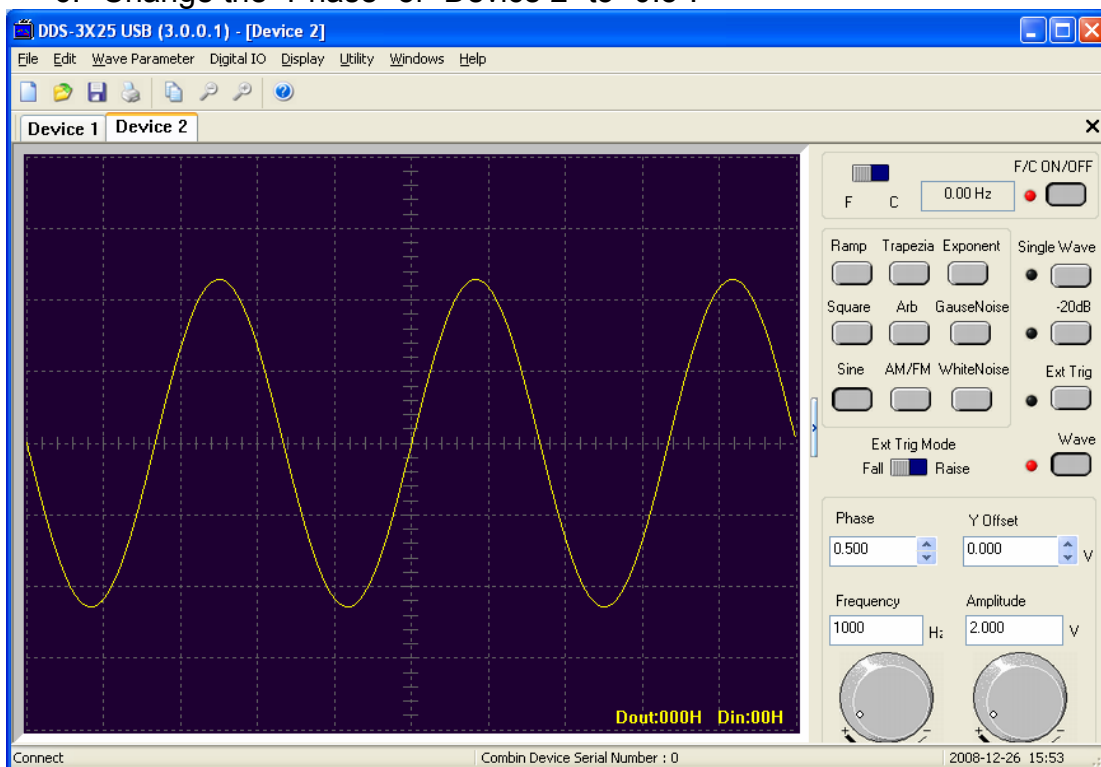 DDS-3X25 USB (3.0.0.1) - [Device 2]
File Edit Wave Parameter Digital IO Display Utility Windows Help
Device 1 Device 2
F/C ON/OFF
F C 0.00 Hz
Ramp Trapezia Exponent Single Wave
Square Arb GauseNoise -20dB
Sine AM/FM WhiteNoise Ext Trig
Ext Trig Mode Wave
Fall Raise
Phase Y Offset
0.500 0.000 V
Frequency Amplitude
1000 Hz 2.000 V
+ - + -
Dout:000H Din:00H
Connect Combin Device Serial Number : 0 2008-12-26 15:53